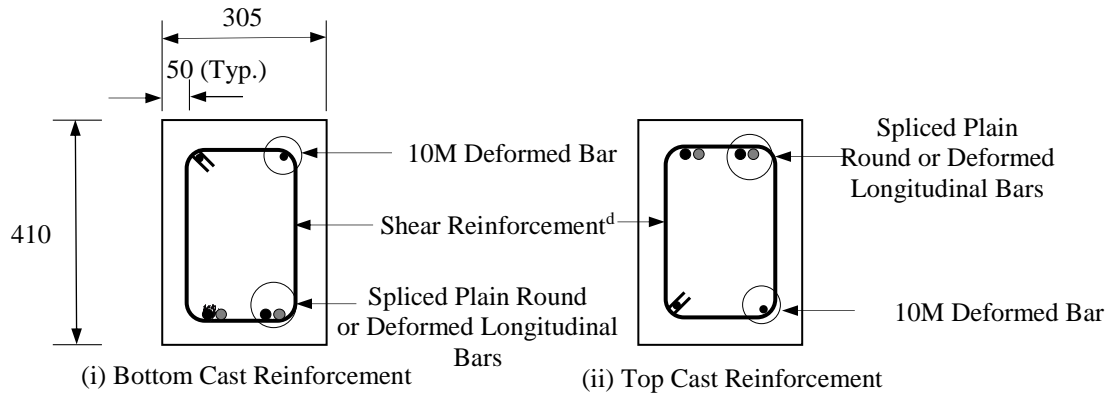 305
50 (Typ.)
10M Deformed Bar
Spliced Plain
Round or Deformed
Longitudinal Bars
Shear Reinforcementᵈ
410
Spliced Plain Round
or Deformed Longitudinal
Bars
10M Deformed Bar
(i) Bottom Cast Reinforcement
(ii) Top Cast Reinforcement